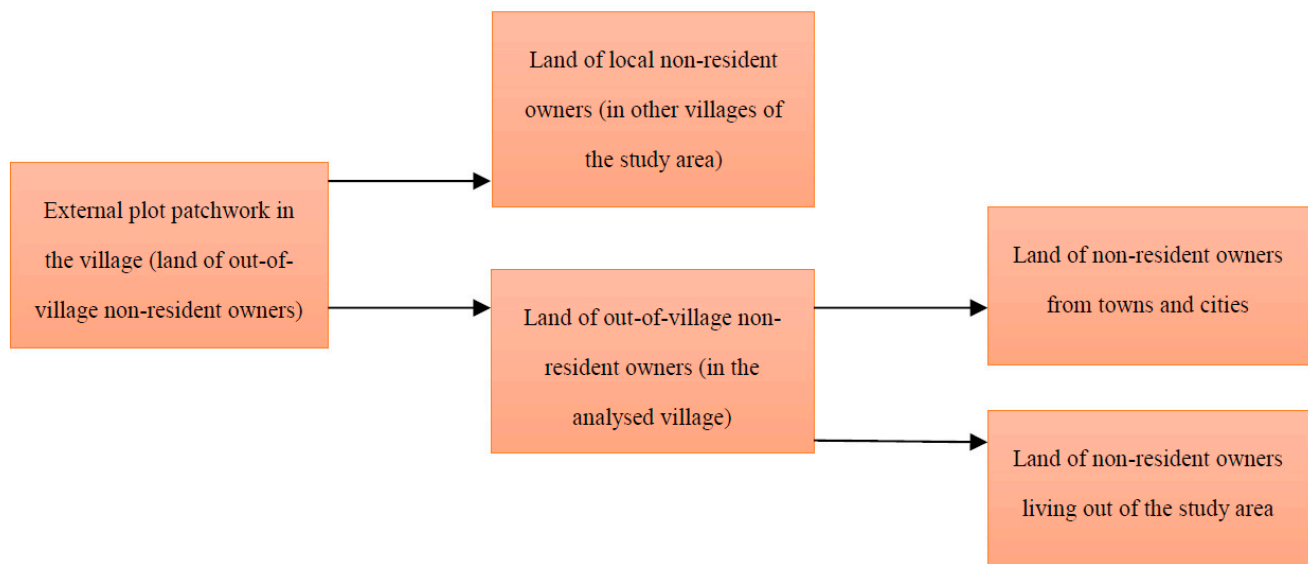 External plot patchwork in
the village (land of out-of-
village non-resident owners)
Land of local non-resident
owners (in other villages of
the study area)
Land of out-of-village non-
resident owners (in the
analysed village)
Land of non-resident owners
from towns and cities
Land of non-resident owners
living out of the study area